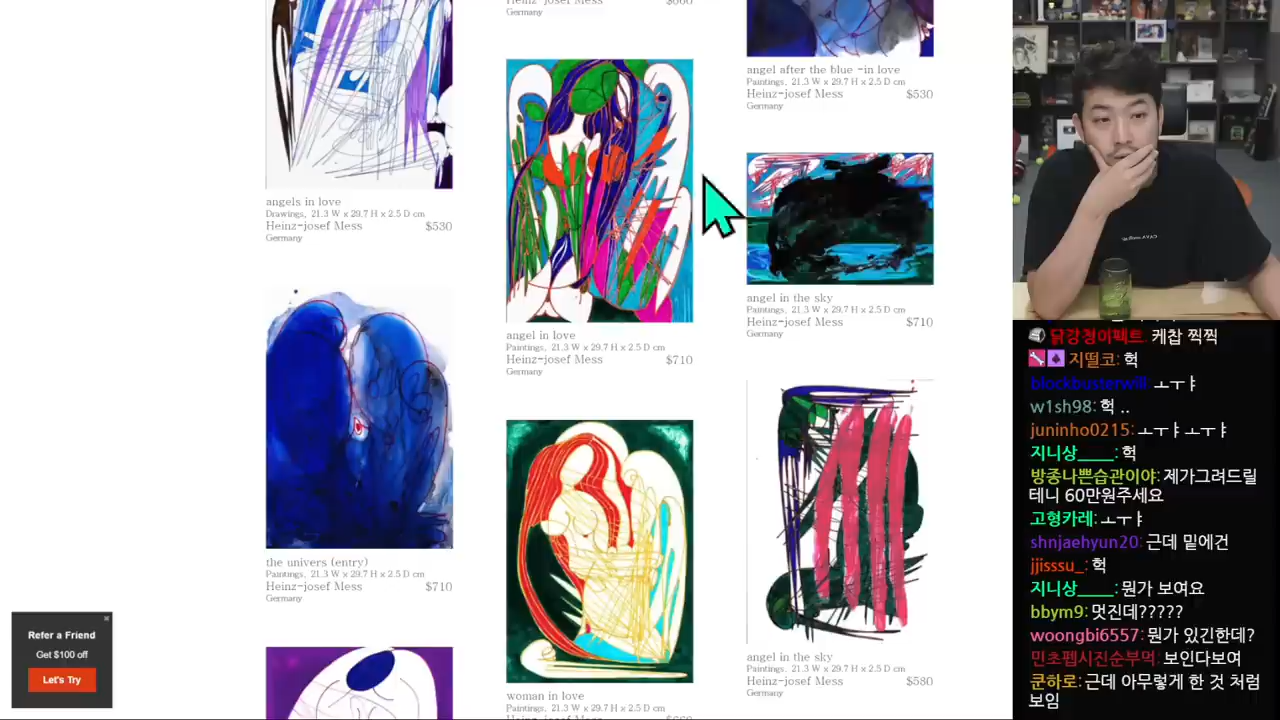 Heinz-josef Mess
$660
Germany
angel after the blue -in love
Paintings, 21.3 W x 29.7 H x 2.5 D cm
Heinz-josef Mess
$530
Germany
angels in love
Drawings, 21.3 W x 29.7 H x 2.5 D cm
Heinz-josef Mess
$530
Germany
angel in the sky
Paintings, 21.3 W x 29.7 H x 2.5 D cm
Heinz-josef Mess
$710
Germany
angel in love
Paintings, 21.3 W x 29.7 H x 2.5 D cm
Heinz-josef Mess
$710
Germany
the univers (entry)
Paintings, 21.3 W x 29.7 H x 2.5 D cm
Heinz-josef Mess
$710
Germany
angel in the sky
Paintings, 21.3 W x 29.7 H x 2.5 D cm
Heinz-josef Mess
$580
Germany
woman in love
Paintings, 21.3 W x 29.7 H x 2.5 D cm
Heinz-josef Mess
$660
Refer a Friend
Get $100 off
Let's Try
닭강정이팩트: 케찹 찍찍
지떨코: 헉
blockbusterwill: ㅗㅜㅑ
w1sh98: 헉 ..
juninho0215: ㅗㅜㅑㅗㅜㅑ
지니상____: 헉
방종나쁜습관이야: 제가그려드릴
테니 60만원주세요
고형카레: ㅗㅜㅑ
shnjaehyun20: 근데 밑에건
jjisssu_: 헉
지니상____: 뭔가 보여요
bbym9: 멋진데?????
woongbi6557: 뭔가 있긴한데?
민초펩시진순부먹: 보인다보여
쿤하로: 근데 아무렇게 한 것 처럼
보임